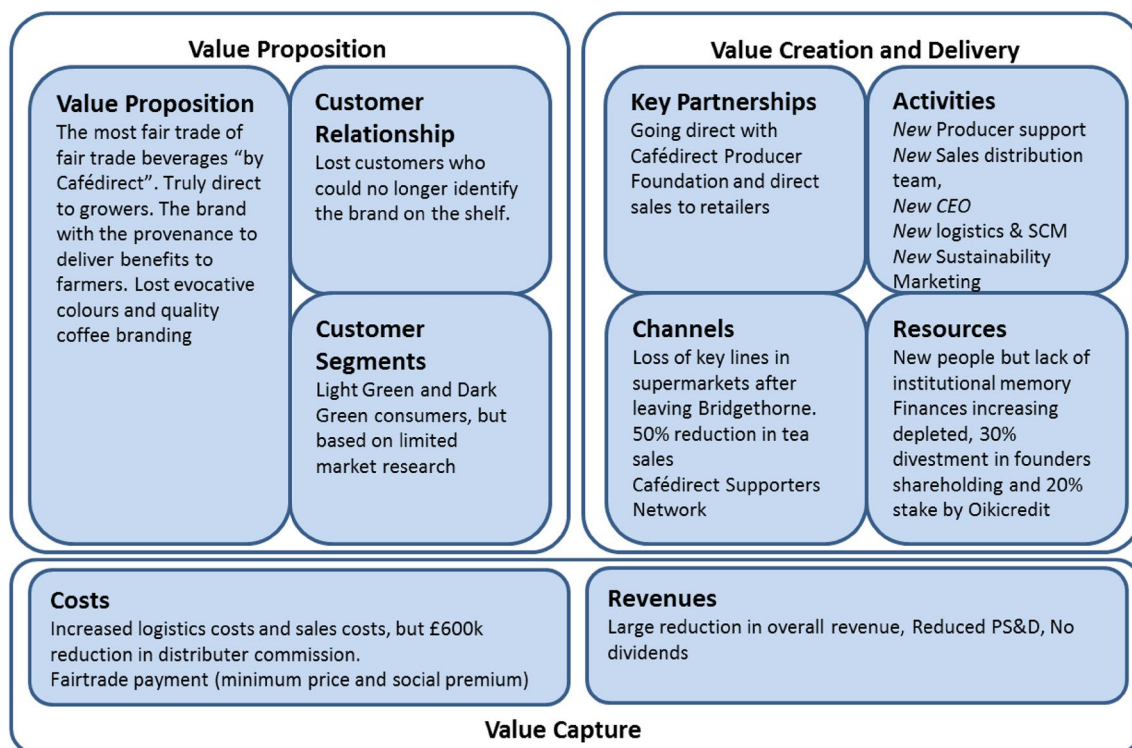 Value Proposition
Value Proposition
The most fair trade of
fair trade beverages “by
Cafédirect”. Truly direct
to growers. The brand
with the provenance to
deliver benefits to
farmers. Lost evocative
colours and quality
coffee branding
Customer
Relationship
Lost customers who
could no longer identify
the brand on the shelf.
Customer
Segments
Light Green and Dark
Green consumers, but
based on limited
market research
Value Creation and Delivery
Key Partnerships
Going direct with
Cafédirect Producer
Foundation and direct
sales to retailers
Activities
New Producer support
New Sales distribution
team,
New CEO
New logistics & SCM
New Sustainability
Marketing
Channels
Loss of key lines in
supermarkets after
leaving Bridgethorne.
50% reduction in tea
sales
Cafédirect Supporters
Network
Resources
New people but lack of
institutional memory
Finances increasing
depleted, 30%
divestment in founders
shareholding and 20%
stake by Oikicredit
Costs
Increased logistics costs and sales costs, but £600k
reduction in distributer commission.
Fairtrade payment (minimum price and social premium)
Revenues
Large reduction in overall revenue, Reduced PS&D, No
dividends
Value Capture